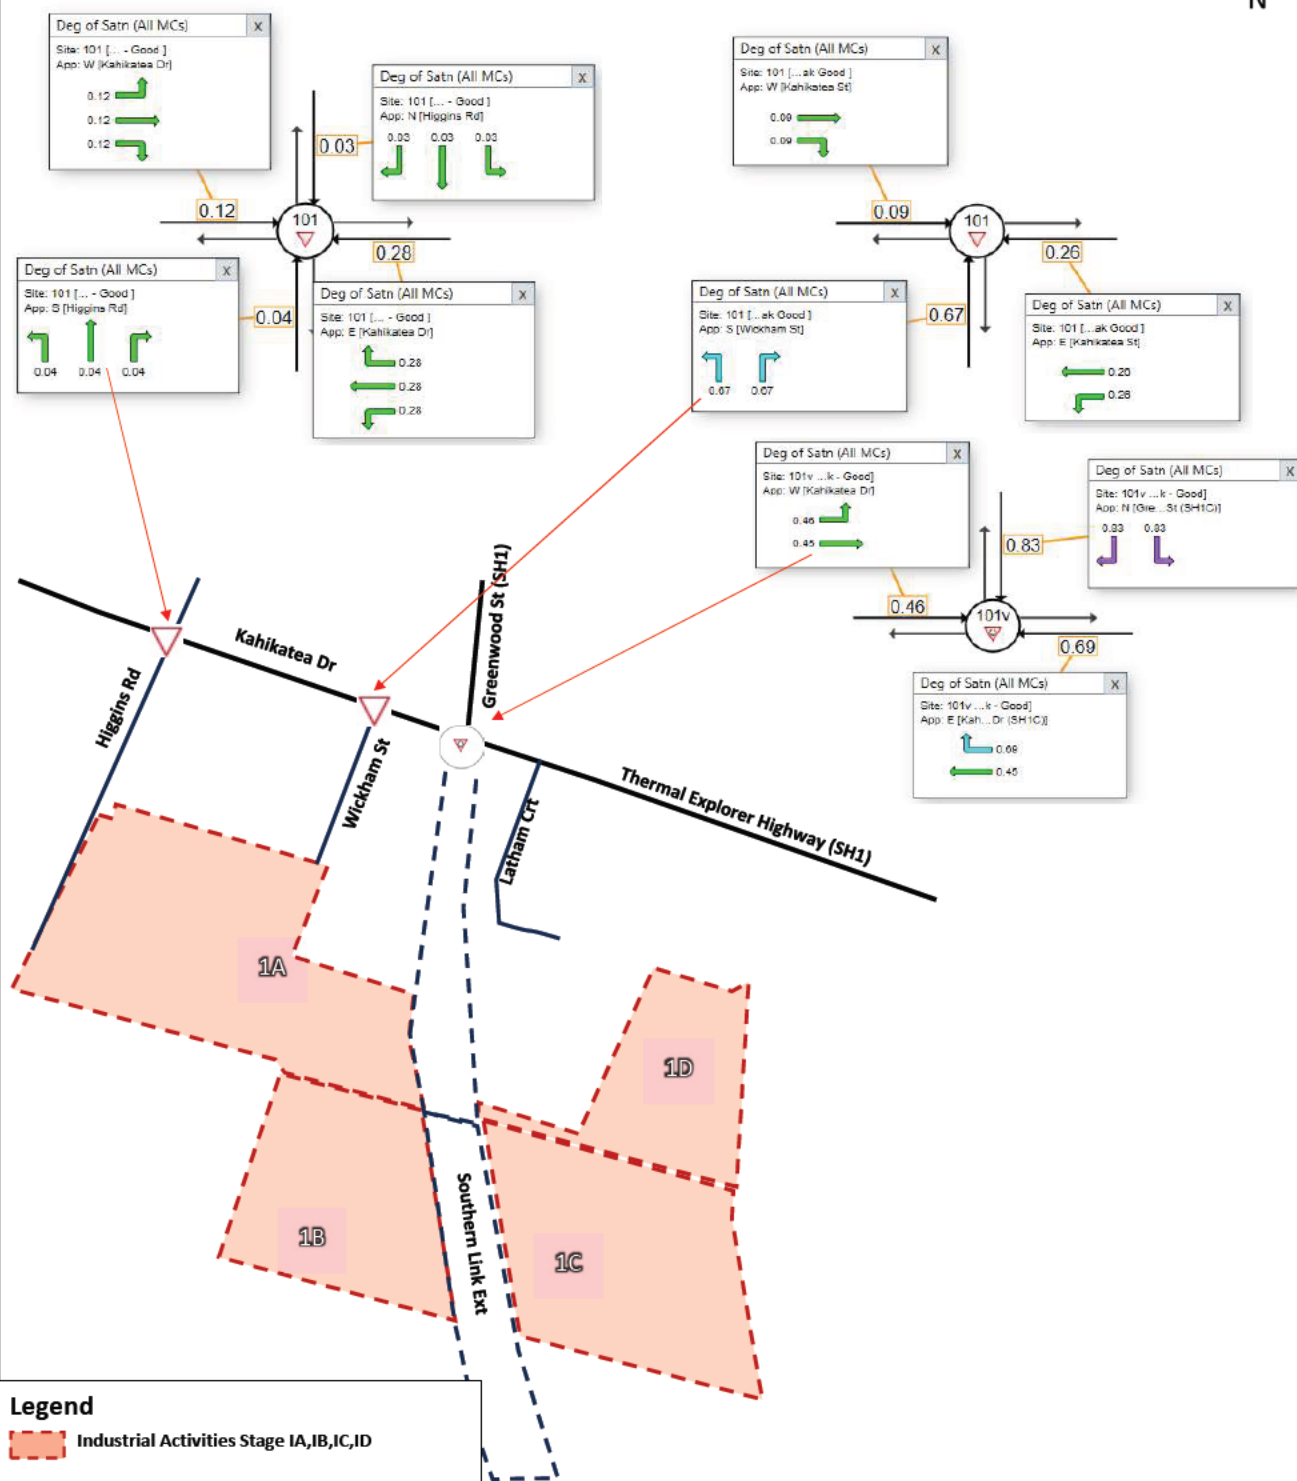 N
Deg of Satn (All MCs) X
Site: 101 [... - Good ]
App: W [Kahikatea Dr]
0.12
0.12
0.12
Deg of Satn (All MCs) X
Site: 101 [... - Good ]
App: N [Higgins Rd]
0.03 0.03 0.03
0.03
0.12
101
0.28
Deg of Satn (All MCs) X
Site: 101 [... - Good ]
App: S [Higgins Rd]
0.04 0.04 0.04
0.04
Deg of Satn (All MCs) X
Site: 101 [... - Good ]
App: E [Kahikatea Dr]
0.28
0.28
0.28
Deg of Satn (All MCs) X
Site: 101 [...ak Good ]
App: W [Kahikatea St]
0.09
0.09
0.09
101
0.26
Deg of Satn (All MCs) X
Site: 101 [...ak Good ]
App: S [Wickham St]
0.67 0.67
0.67
Deg of Satn (All MCs) X
Site: 101 [...ak Good ]
App: E [Kahikatea St]
0.26
0.26
Deg of Satn (All MCs) X
Site: 101v ...k - Good]
App: W [Kahikatea Dr]
0.46
0.45
Deg of Satn (All MCs) X
Site: 101v ...k - Good]
App: N [Gre...St (SH1C)]
0.83 0.83
0.83
0.46
101v
0.69
Deg of Satn (All MCs) X
Site: 101v ...k - Good]
App: E [Kah...Dr (SH1C)]
0.69
0.45
Kahikatea Dr
Greenwood St (SH1)
Higgins Rd
Wickham St
Latham Crt
Thermal Explorer Highway (SH1)
1A
1D
1B
1C
Southern Link Ext
Legend
Industrial Activities Stage IA,IB,IC,ID